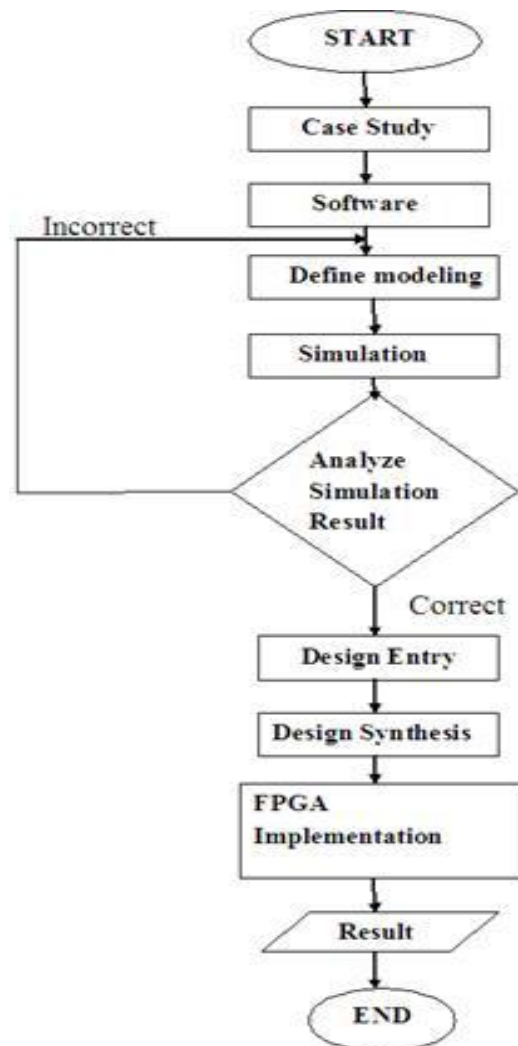 START
Case Study
Software
Incorrect
Define modeling
Simulation
Analyze
Simulation
Result
Correct
Design Entry
Design Synthesis
FPGA
Implementation
Result
END